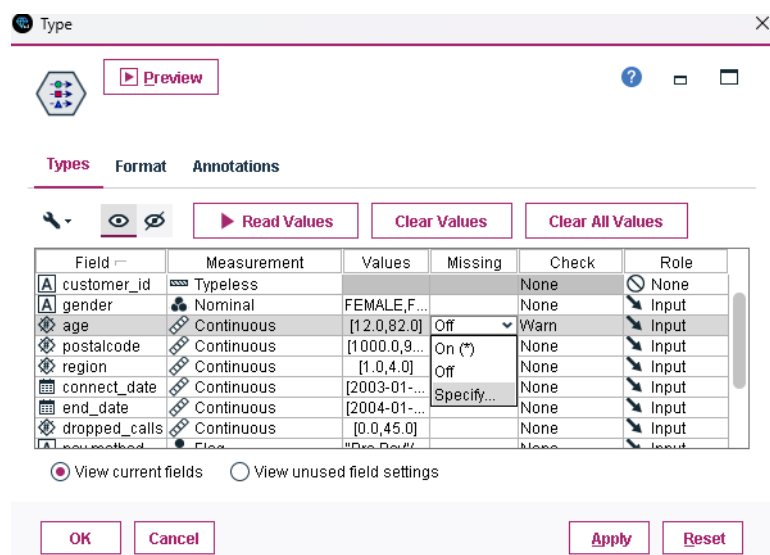 Type
Preview
?
Types Format Annotations
Read Values Clear Values Clear All Values
Field Measurement Values Missing Check Role
A customer_id Typeless None None
A gender Nominal FEMALE,F... None Input
age Continuous [12.0,82.0] Off Warn Input
postalcode Continuous [1000.0,9... On (*) None Input
region Continuous [1.0,4.0] Off None Input
connect_date Continuous [2003-01-... Specify... None Input
end_date Continuous [2004-01-... None Input
dropped_calls Continuous [0.0,45.0] None Input
View current fields View unused field settings
OK Cancel Apply Reset